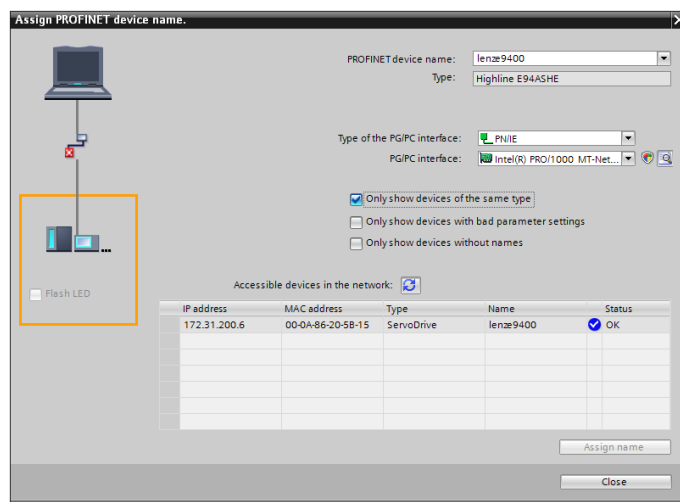 Assign PROFINET device name.
PROFINET device name: lenze9400
Type: Highline E94ASHE
Type of the PG/PC interface: PN/IE
PG/PC interface: Intel(R) PRO/1000 MT-Net...
Only show devices of the same type
Only show devices with bad parameter settings
Only show devices without names
...
Flash LED
Accessible devices in the network:
IP address MAC address Type Name Status
172.31.200.6 00-0A-86-20-5B-15 ServoDrive lenze9400 OK
Assign name
Close